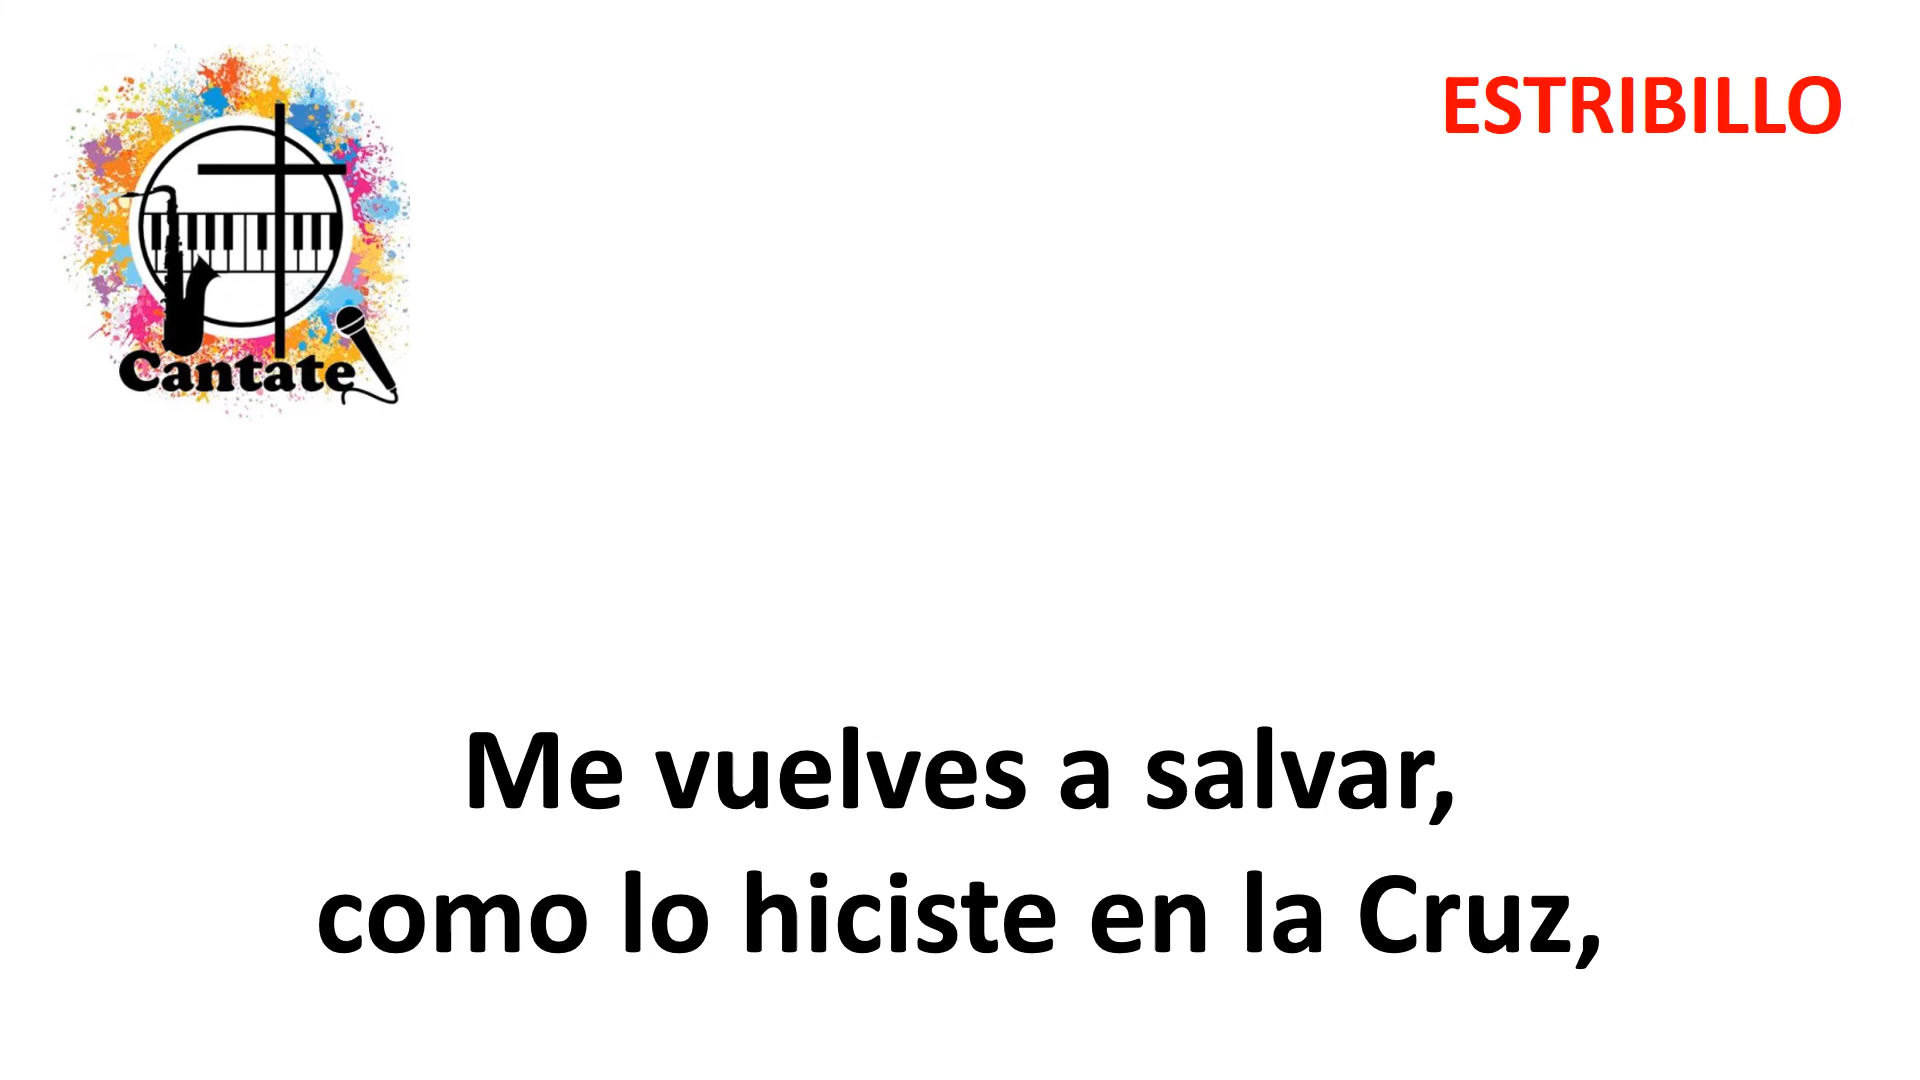 ESTRIBILLO
Cantate
Me vuelves a salvar,
como lo hiciste en la Cruz,